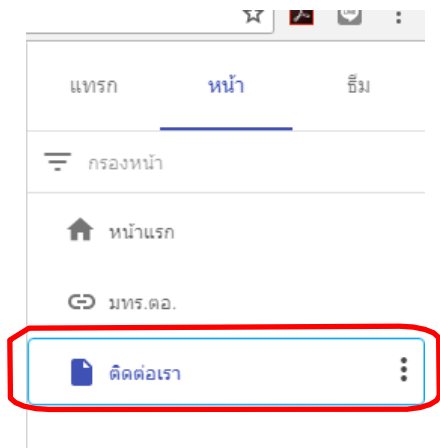 แทรก หน้า ธีม
กรองหน้า
หน้าแรก
มทร.ตอ.
ติดต่อเรา